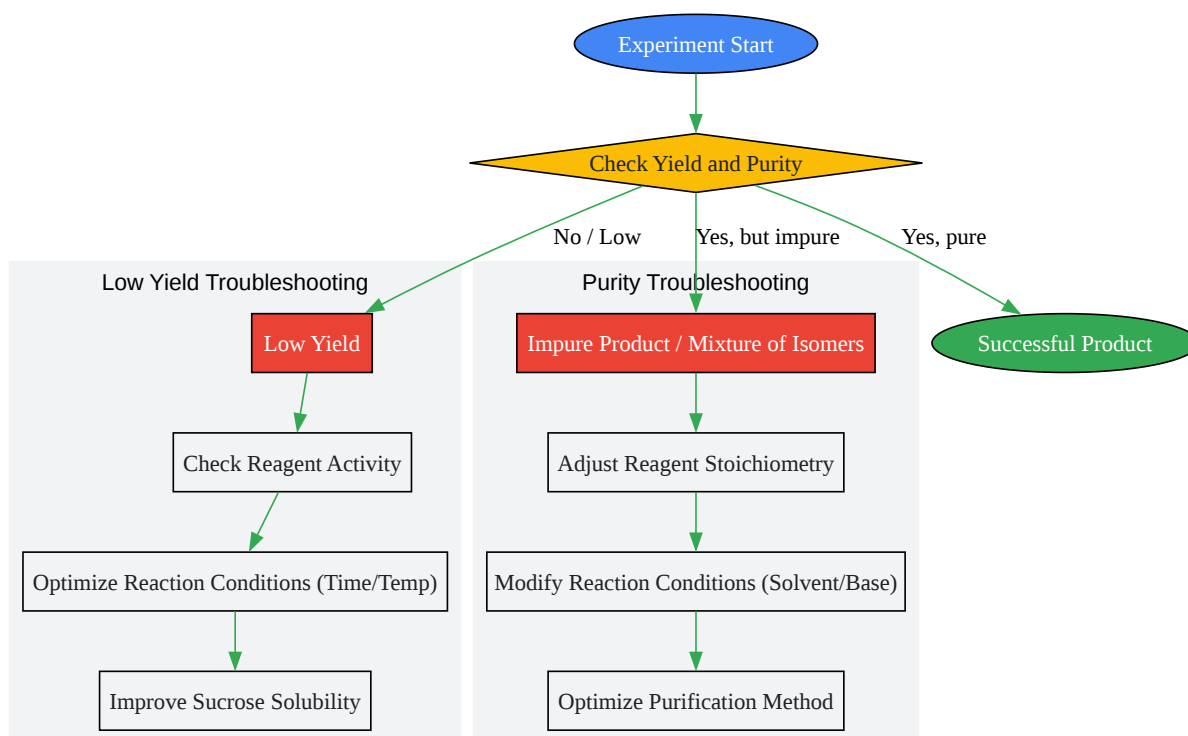 Experiment Start
Check Yield and Purity
No / Low
Yes, but impure
Yes, pure
Low Yield Troubleshooting
Purity Troubleshooting
Low Yield
Impure Product / Mixture of Isomers
Successful Product
Check Reagent Activity
Adjust Reagent Stoichiometry
Optimize Reaction Conditions (Time/Temp)
Modify Reaction Conditions (Solvent/Base)
Improve Sucrose Solubility
Optimize Purification Method